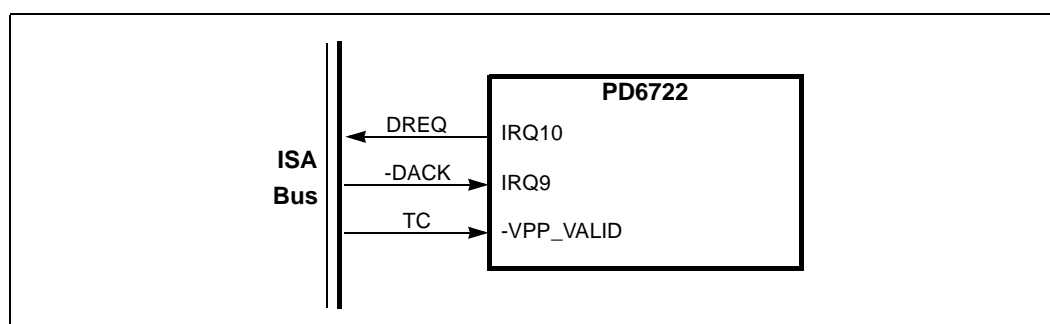 PD6722
DREQ
IRQ10
ISA
Bus
-DACK
IRQ9
TC
-VPP_VALID